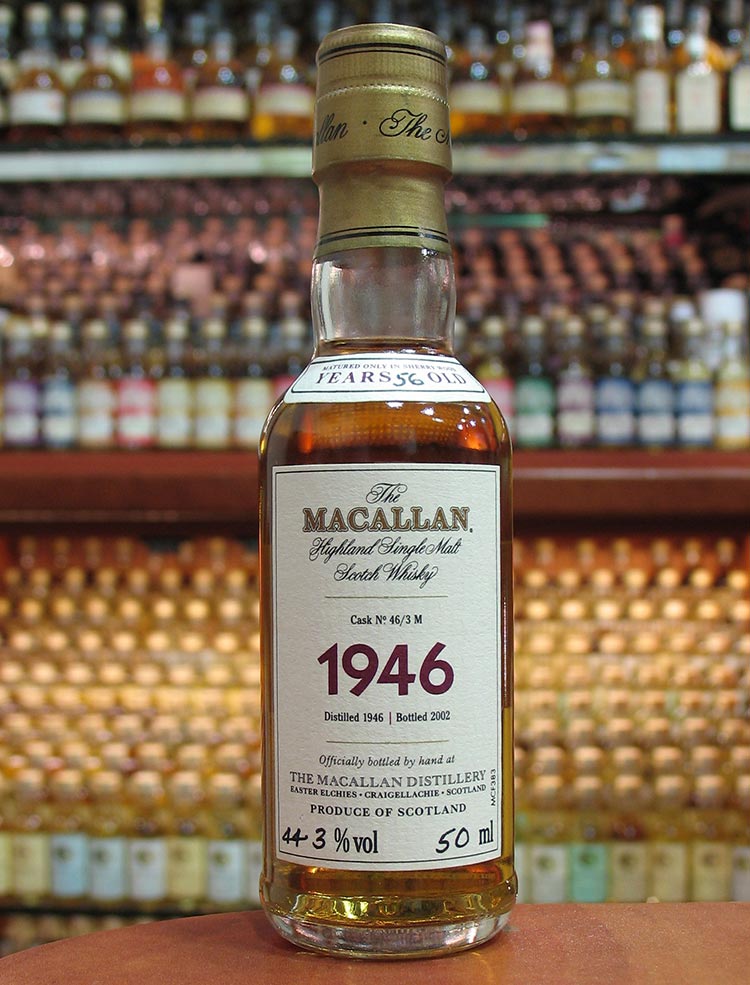 llan · The M
MATURED ONLY IN SHERRY WOOD
YEARS 56 OLD
The
MACALLAN.
Highland Single Malt
Scotch Whisky
Cask Nº 46/3 M
1946
Distilled 1946 | Bottled 2002
Officially bottled by hand at
THE MACALLAN DISTILLERY
EASTER ELCHIES • CRAIGELLACHIE • SCOTLAND
PRODUCE OF SCOTLAND
44·3 % vol 50 ml
MCF3B3